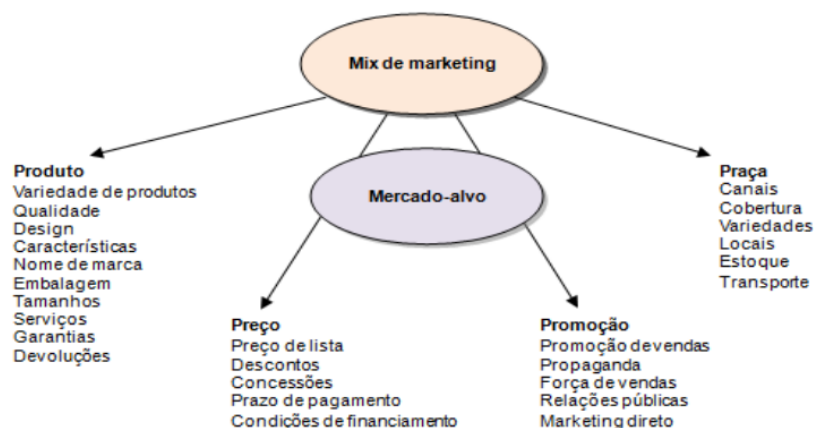 Mix de marketing
Mercado-alvo
Produto
Variedade de produtos
Qualidade
Design
Características
Nome de marca
Embalagem
Tamanhos
Serviços
Garantias
Devoluções
Preço
Preço de lista
Descontos
Concessões
Prazo de pagamento
Condições de financiamento
Promoção
Promoção de vendas
Propaganda
Força de vendas
Relações públicas
Marketing direto
Praça
Canais
Cobertura
Variedades
Locais
Estoque
Transporte